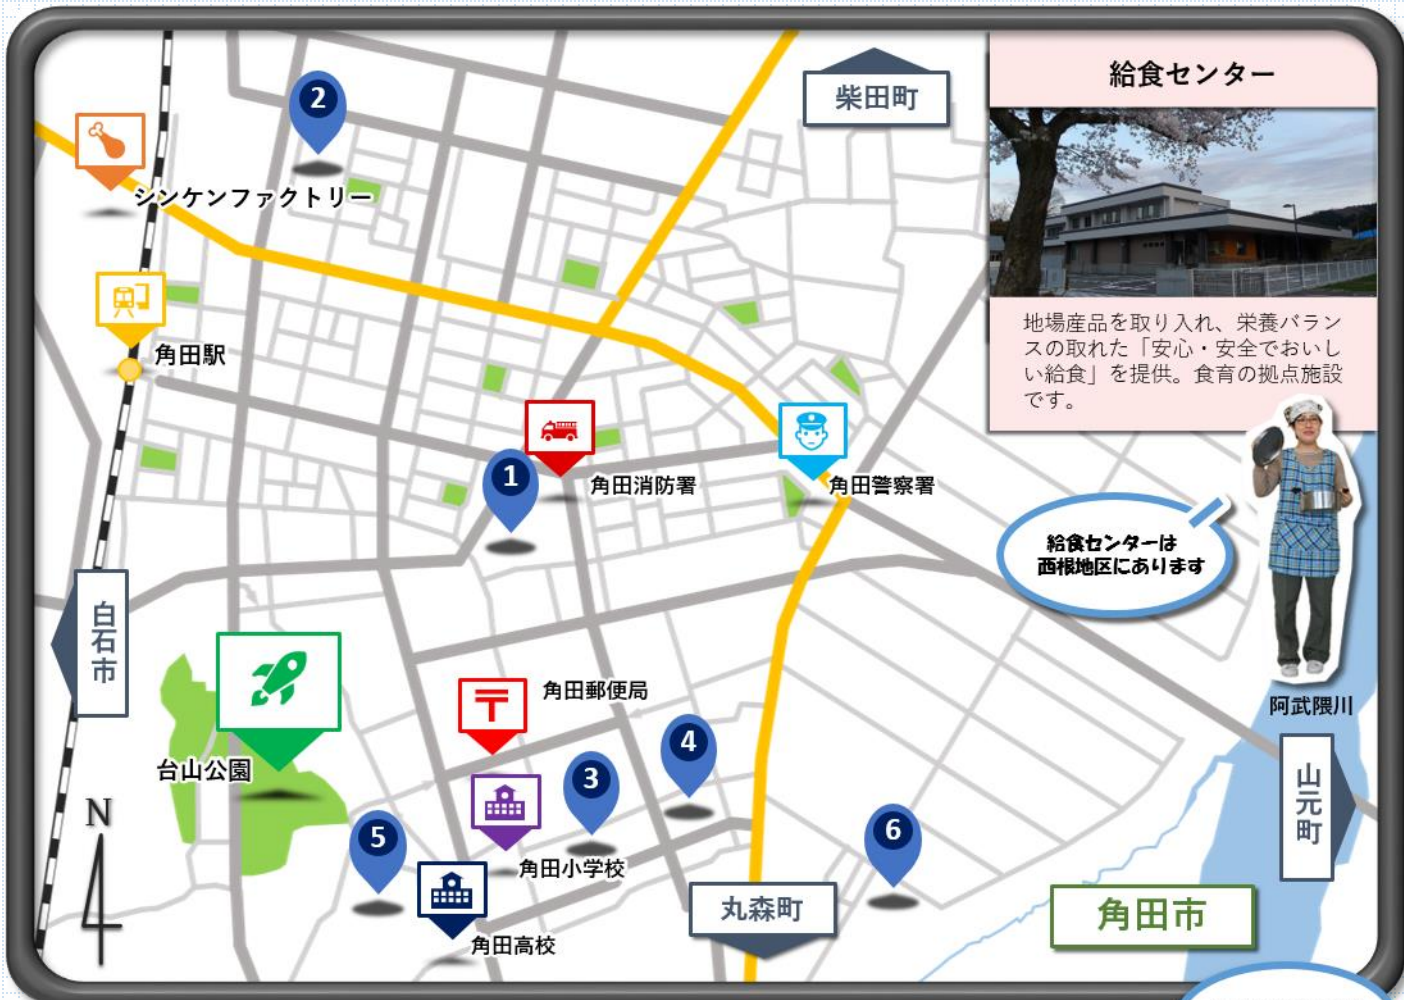 給食センター
地場産品を取り入れ、栄養バラン
スの取れた「安心・安全でおいし
い給食」を提供。食育の拠点施設
です。
柴田町
2
シンケンファクトリー
角田駅
1
角田消防署
角田警察署
給食センターは
西根地区にあります
白石市
台山公園
〒
角田郵便局
阿武隈川
山元町
4
3
5
6
角田小学校
角田高校
丸森町
角田市
N